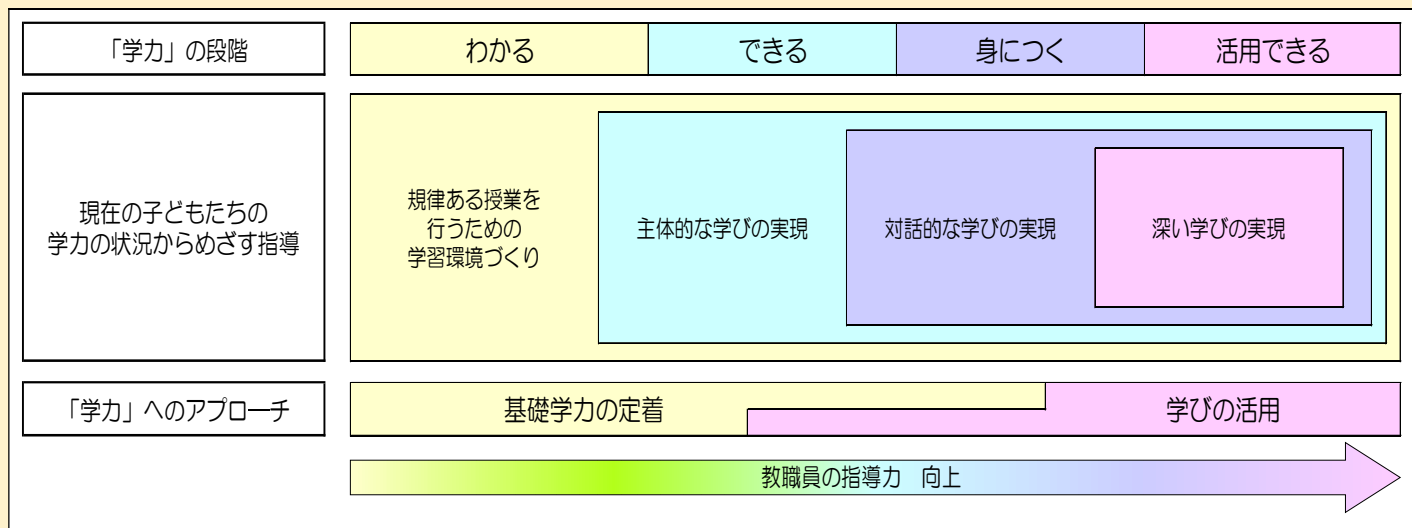 「学力」の段階
わかる
できる
身につく
活用できる
現在の子どもたちの
学力の状況からめざす指導
規律ある授業を
行うための
学習環境づくり
主体的な学びの実現
対話的な学びの実現
深い学びの実現
「学力」へのアプローチ
基礎学力の定着
学びの活用
教職員の指導力　向上